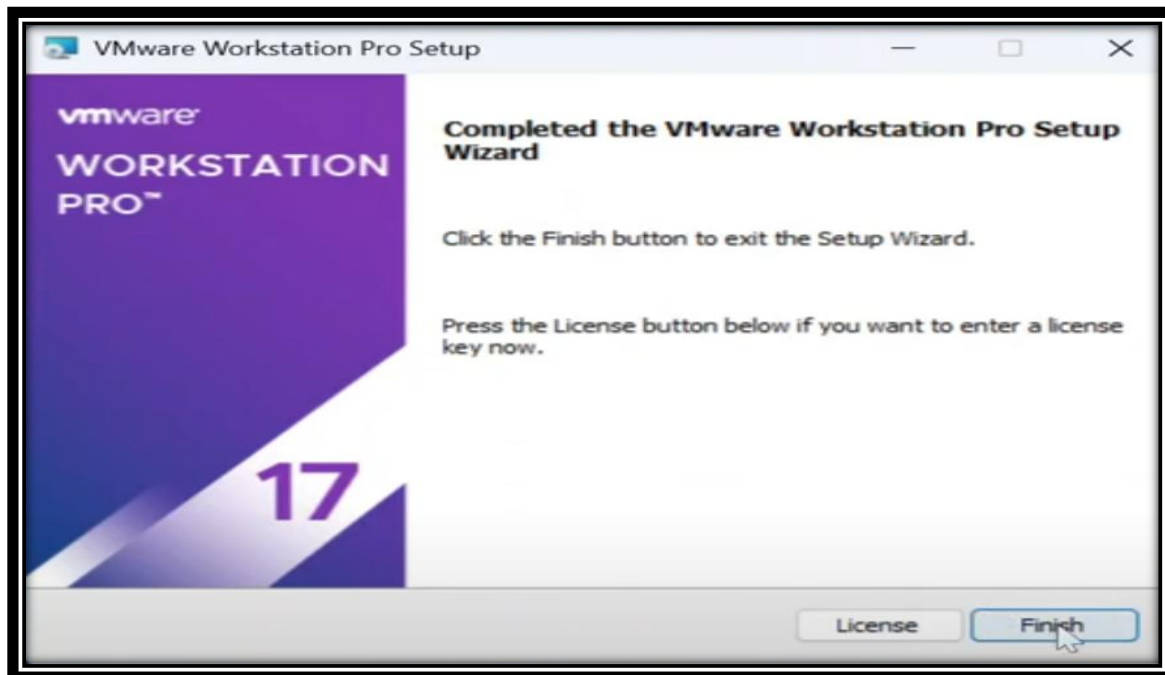 VMware Workstation Pro Setup
vmware
WORKSTATION
PRO™
17
Completed the VMware Workstation Pro Setup
Wizard
Click the Finish button to exit the Setup Wizard.
Press the License button below if you want to enter a license
key now.
License
Finish